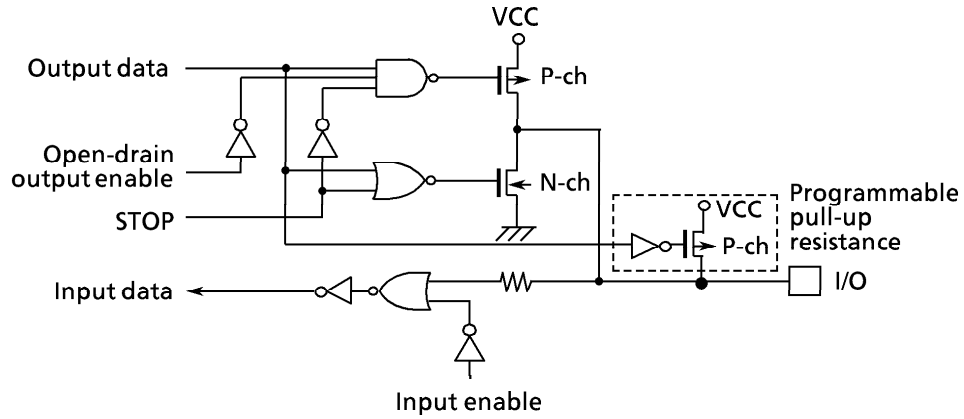 VCC
Output data
P-ch
Open-drain
output enable
N-ch
STOP
Programmable
pull-up
resistance
VCC
P-ch
Input data
I/O
Input enable